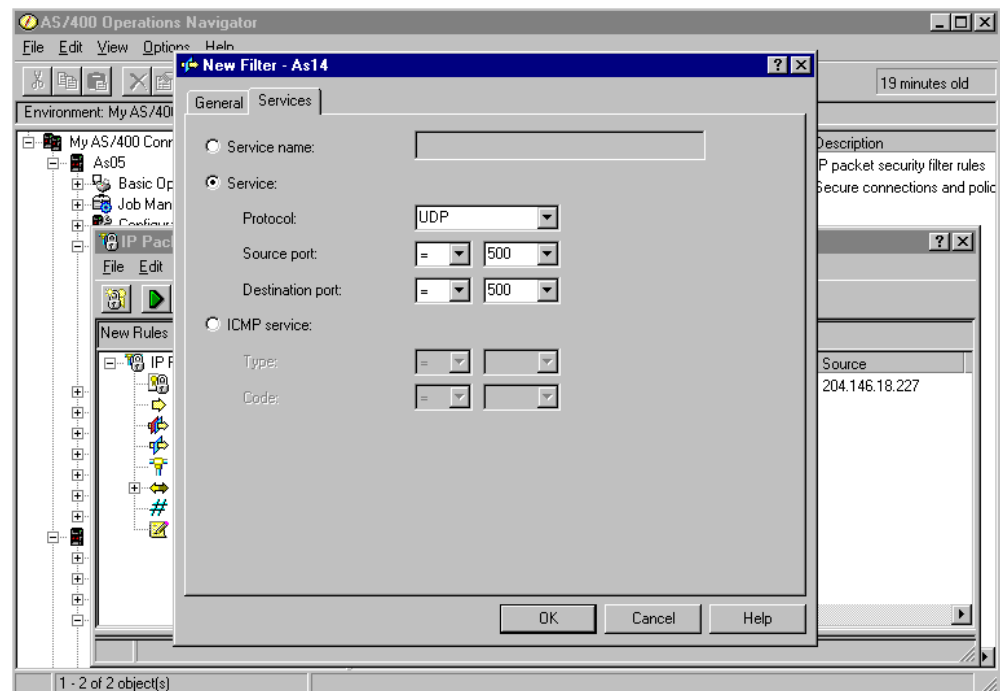 AS/400 Operations Navigator
File Edit View Options Help
19 minutes old
Environment: My AS/400
My AS/400 Conr
As05
Basic Op
Job Man
Description
IP packet security filter rules
Secure connections and polic
New Filter - As14
General Services
Service name:
Service:
Protocol: UDP
Source port: = 500
Destination port: = 500
ICMP service:
Type: =
Code: =
OK Cancel Help
IP Pac
File Edit
New Rules
IP F
Source
204.146.18.227
1 - 2 of 2 object(s)